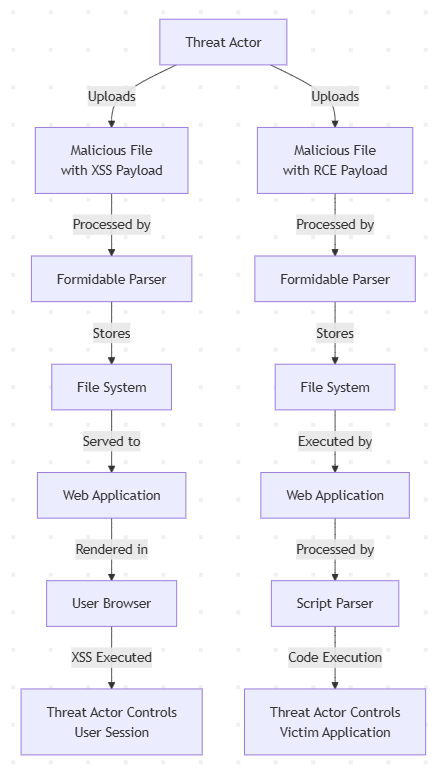 Threat Actor
Uploads
Uploads
Malicious File
with XSS Payload
Malicious File
with RCE Payload
Processed by
Processed by
Formidable Parser
Formidable Parser
Stores
Stores
File System
File System
Served to
Executed by
Web Application
Web Application
Rendered in
Processed by
User Browser
Script Parser
XSS Executed
Code Execution
Threat Actor Controls
User Session
Threat Actor Controls
Victim Application